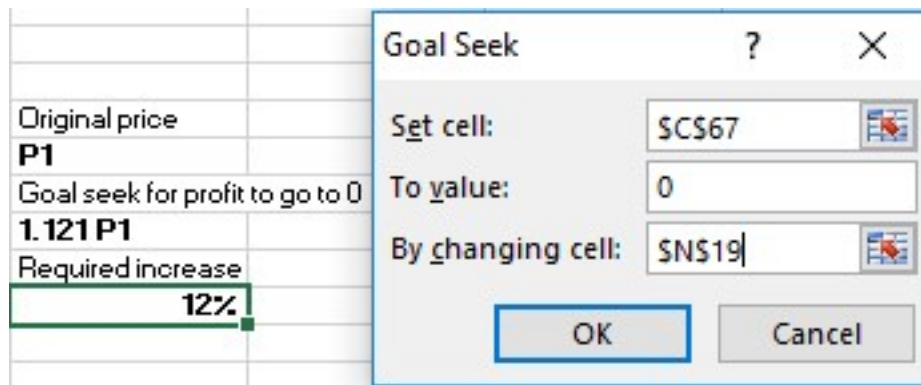 Original price
P1
Goal seek for profit to go to 0
1.121 P1
Required increase
12%
Goal Seek ? X
Set cell: $C$67
To value: 0
By changing cell: $N$19
OK Cancel